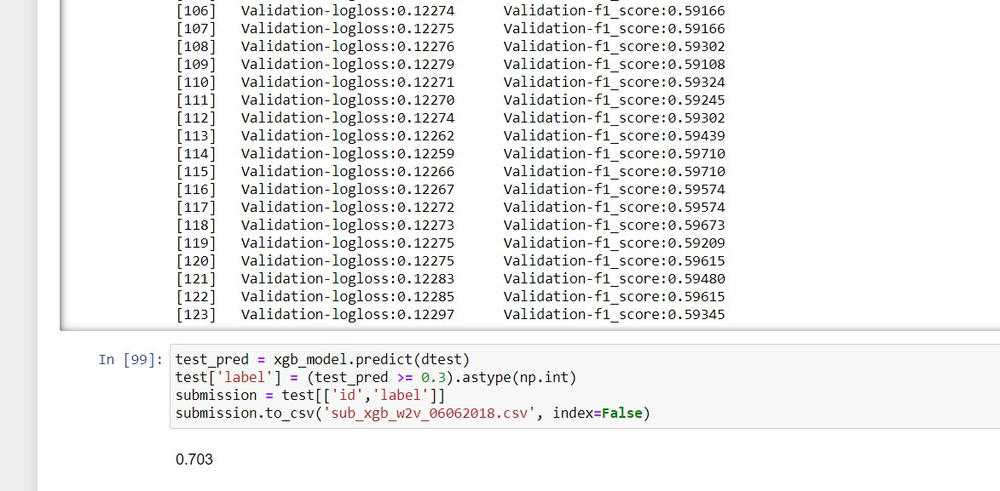 [106] Validation-logloss:0.12274 Validation-f1_score:0.59166
[107] Validation-logloss:0.12275 Validation-f1_score:0.59166
[108] Validation-logloss:0.12276 Validation-f1_score:0.59302
[109] Validation-logloss:0.12279 Validation-f1_score:0.59108
[110] Validation-logloss:0.12271 Validation-f1_score:0.59324
[111] Validation-logloss:0.12270 Validation-f1_score:0.59245
[112] Validation-logloss:0.12274 Validation-f1_score:0.59302
[113] Validation-logloss:0.12262 Validation-f1_score:0.59439
[114] Validation-logloss:0.12259 Validation-f1_score:0.59710
[115] Validation-logloss:0.12266 Validation-f1_score:0.59710
[116] Validation-logloss:0.12267 Validation-f1_score:0.59574
[117] Validation-logloss:0.12272 Validation-f1_score:0.59574
[118] Validation-logloss:0.12273 Validation-f1_score:0.59673
[119] Validation-logloss:0.12275 Validation-f1_score:0.59209
[120] Validation-logloss:0.12275 Validation-f1_score:0.59615
[121] Validation-logloss:0.12283 Validation-f1_score:0.59480
[122] Validation-logloss:0.12285 Validation-f1_score:0.59615
[123] Validation-logloss:0.12297 Validation-f1_score:0.59345
In [99]: test_pred = xgb_model.predict(dtest)
test['label'] = (test_pred >= 0.3).astype(np.int)
submission = test[['id','label']]
submission.to_csv('sub_xgb_w2v_06062018.csv', index=False)
0.703